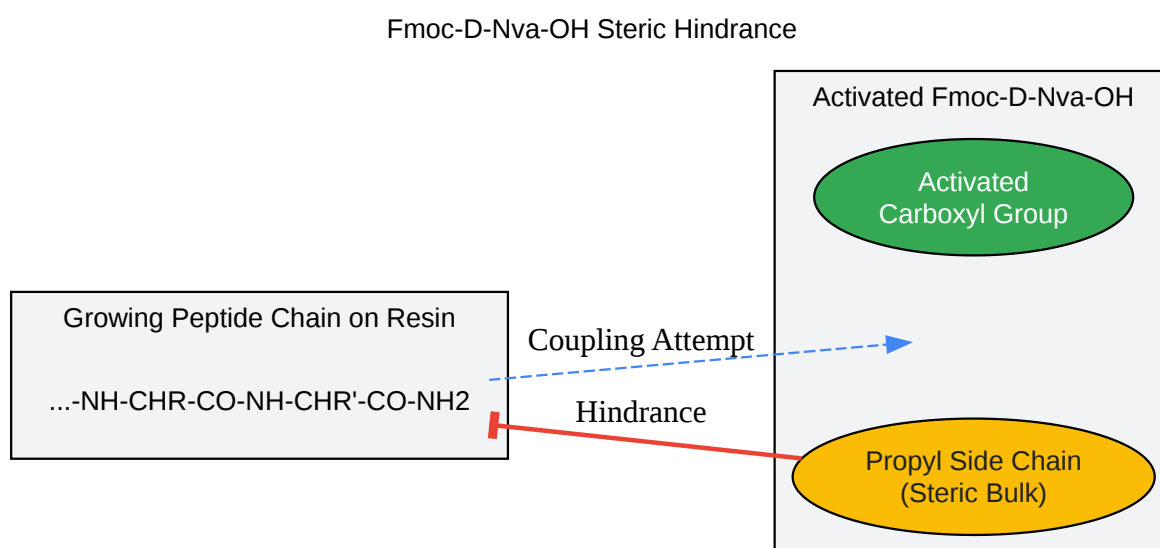 Fmoc-D-Nva-OH Steric Hindrance
Activated Fmoc-D-Nva-OH
Activated
Carboxyl Group
Growing Peptide Chain on Resin
...-NH-CHR-CO-NH-CHR'-CO-NH2
Coupling Attempt
Hindrance
Propyl Side Chain
(Steric Bulk)